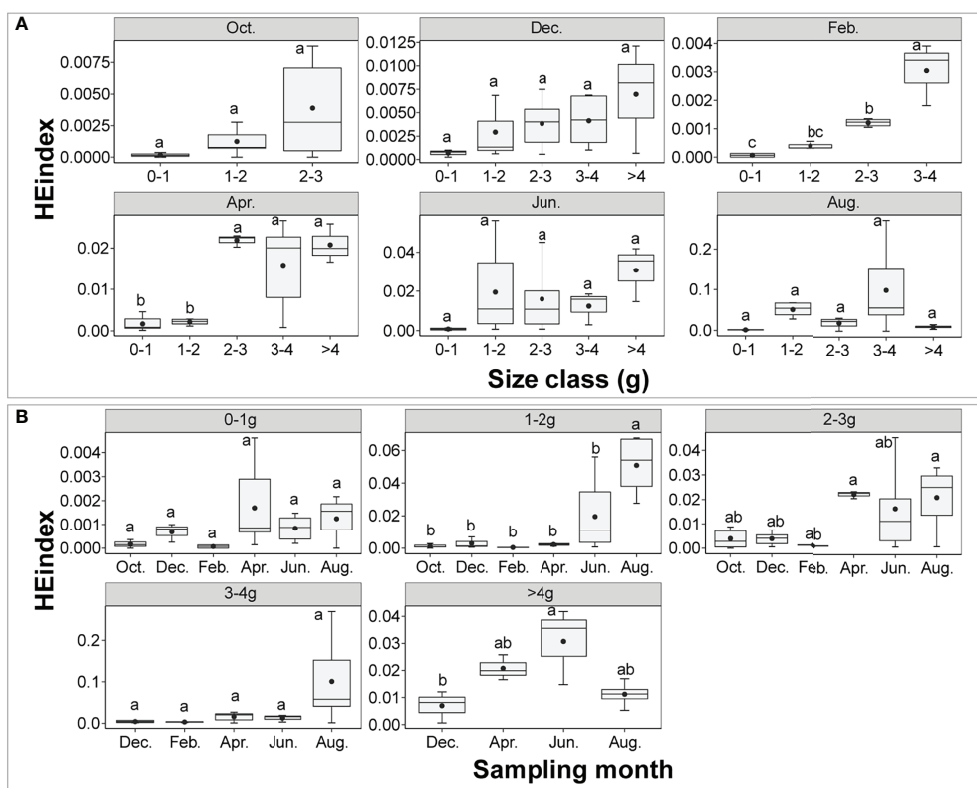 A
Oct.
Dec.
Feb.
HEindex
0.0075
0.0050
0.0025
0.0000
a
a
a
0-1
1-2
2-3
0.0125
0.0100
0.0075
0.0050
0.0025
0.0000
a
a
a
a
a
0-1
1-2
2-3
3-4
>4
0.004
0.003
0.002
0.001
0.000
c
bc
b
a
0-1
1-2
2-3
3-4
Apr.
Jun.
Aug.
0.02
0.01
0.00
b
b
a
a
a
0-1
1-2
2-3
3-4
>4
0.04
0.02
0.00
a
a
a
a
a
0-1
1-2
2-3
3-4
>4
0.2
0.1
0.0
a
a
a
a
a
0-1
1-2
2-3
3-4
>4
Size class (g)
B
0-1g
1-2g
2-3g
HEindex
0.004
0.003
0.002
0.001
0.000
a
a
a
a
a
a
Oct. Dec. Feb. Apr. Jun. Aug.
0.06
0.04
0.02
0.00
b
b
b
b
b
a
Oct. Dec. Feb. Apr. Jun. Aug.
0.04
0.03
0.02
0.01
0.00
ab
ab
ab
a
ab
a
Oct. Dec. Feb. Apr. Jun. Aug.
3-4g
>4g
0.2
0.1
0.0
a
a
a
a
a
Dec. Feb. Apr. Jun. Aug.
0.04
0.03
0.02
0.01
0.00
b
ab
a
ab
Dec. Apr. Jun. Aug.
Sampling month